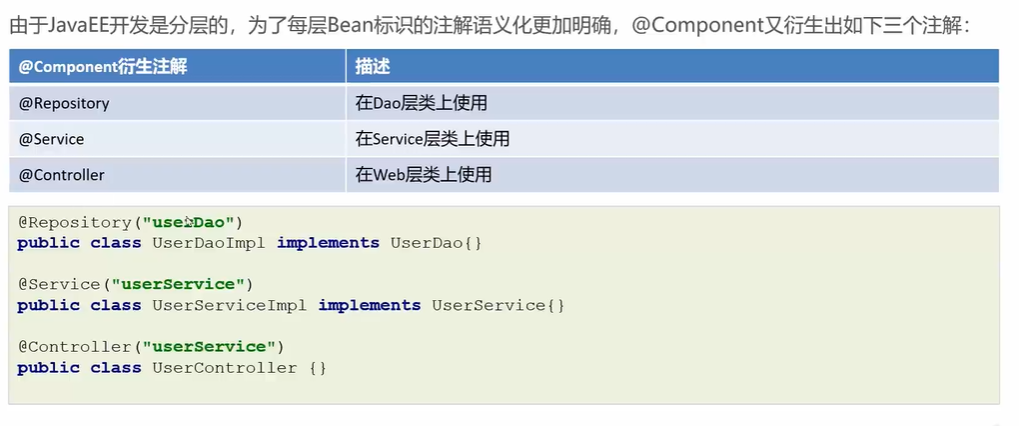 由于JavaEE开发是分层的，为了每层Bean标识的注解语义化更加明确，@Component又衍生出如下三个注解：
@Component衍生注解 描述
@Repository 在Dao层类上使用
@Service 在Service层类上使用
@Controller 在Web层类上使用
@Repository("userDao")
public class UserDaoImpl implements UserDao{}
@Service("userService")
public class UserServiceImpl implements UserService{}
@Controller("userService")
public class UserController {}